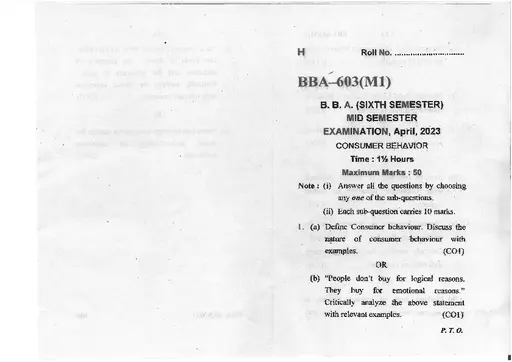 H Roll No. ..............................
BBA–603(M1)
B. B. A. (SIXTH SEMESTER)
MID SEMESTER
EXAMINATION, April, 2023
CONSUMER BEHAVIOR
Time : 1½ Hours
Maximum Marks : 50
Note : (i) Answer all the questions by choosing
any one of the sub-questions.
(ii) Each sub-question carries 10 marks.
1. (a) Define Consumer behaviour. Discuss the
nature of consumer behaviour with
examples. (CO1)
OR
(b) “People don't buy for logical reasons.
They buy for emotional reasons.”
Critically analyze the above statement
with relevant examples. (CO1)
P. T. O.